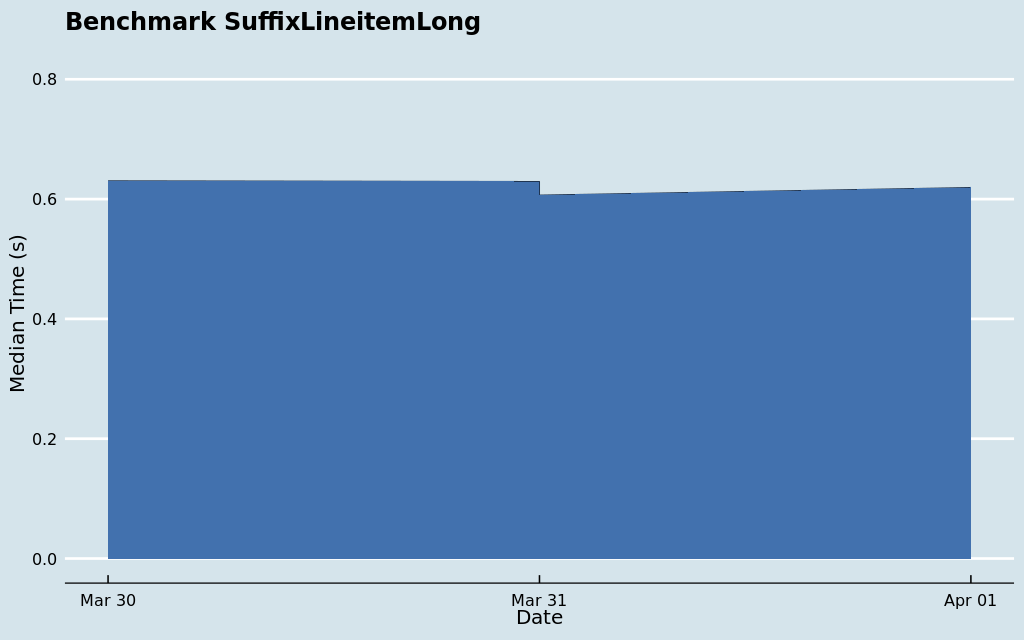 Benchmark SuffixLineitemLong
0.8
0.6
0.4
0.2
0.0
Median Time (s)
Mar 30
Mar 31
Apr 01
Date